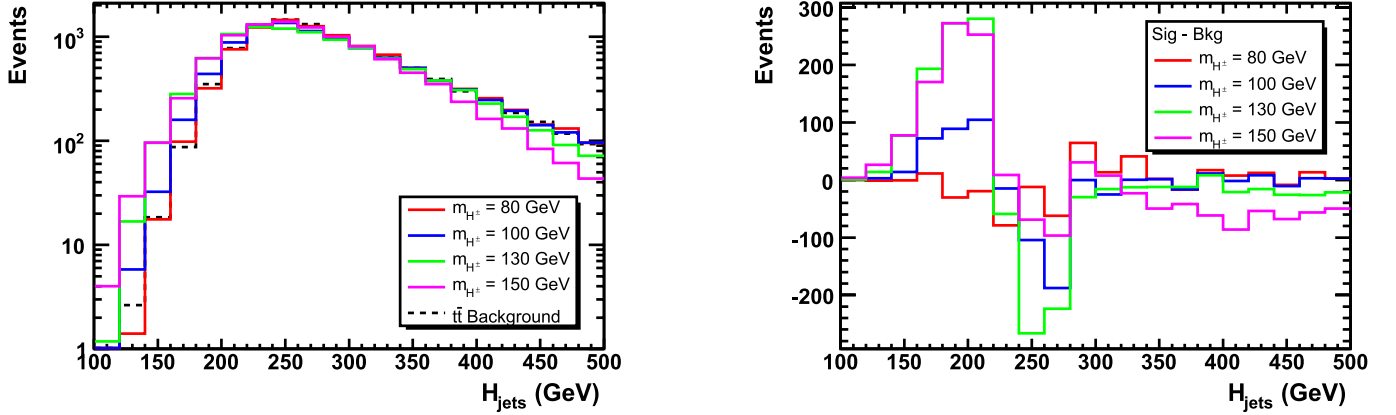 Events
10³
10²
10
1
m_H± = 80 GeV
m_H± = 100 GeV
m_H± = 130 GeV
m_H± = 150 GeV
tt̄ Background
100 150 200 250 300 350 400 450 500
H_jets (GeV)
Events
300
200
100
0
-100
-200
Sig - Bkg
m_H± = 80 GeV
m_H± = 100 GeV
m_H± = 130 GeV
m_H± = 150 GeV
100 150 200 250 300 350 400 450 500
H_jets (GeV)